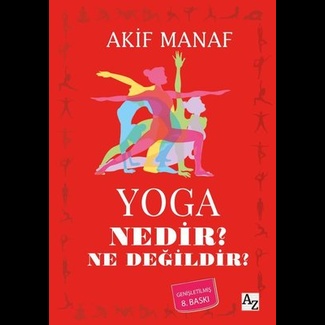 AKİF MANAF
YOGA
NEDİR?
NE DEĞİLDİR?
GENİŞLETİLMİŞ
8. BASKI
AZ